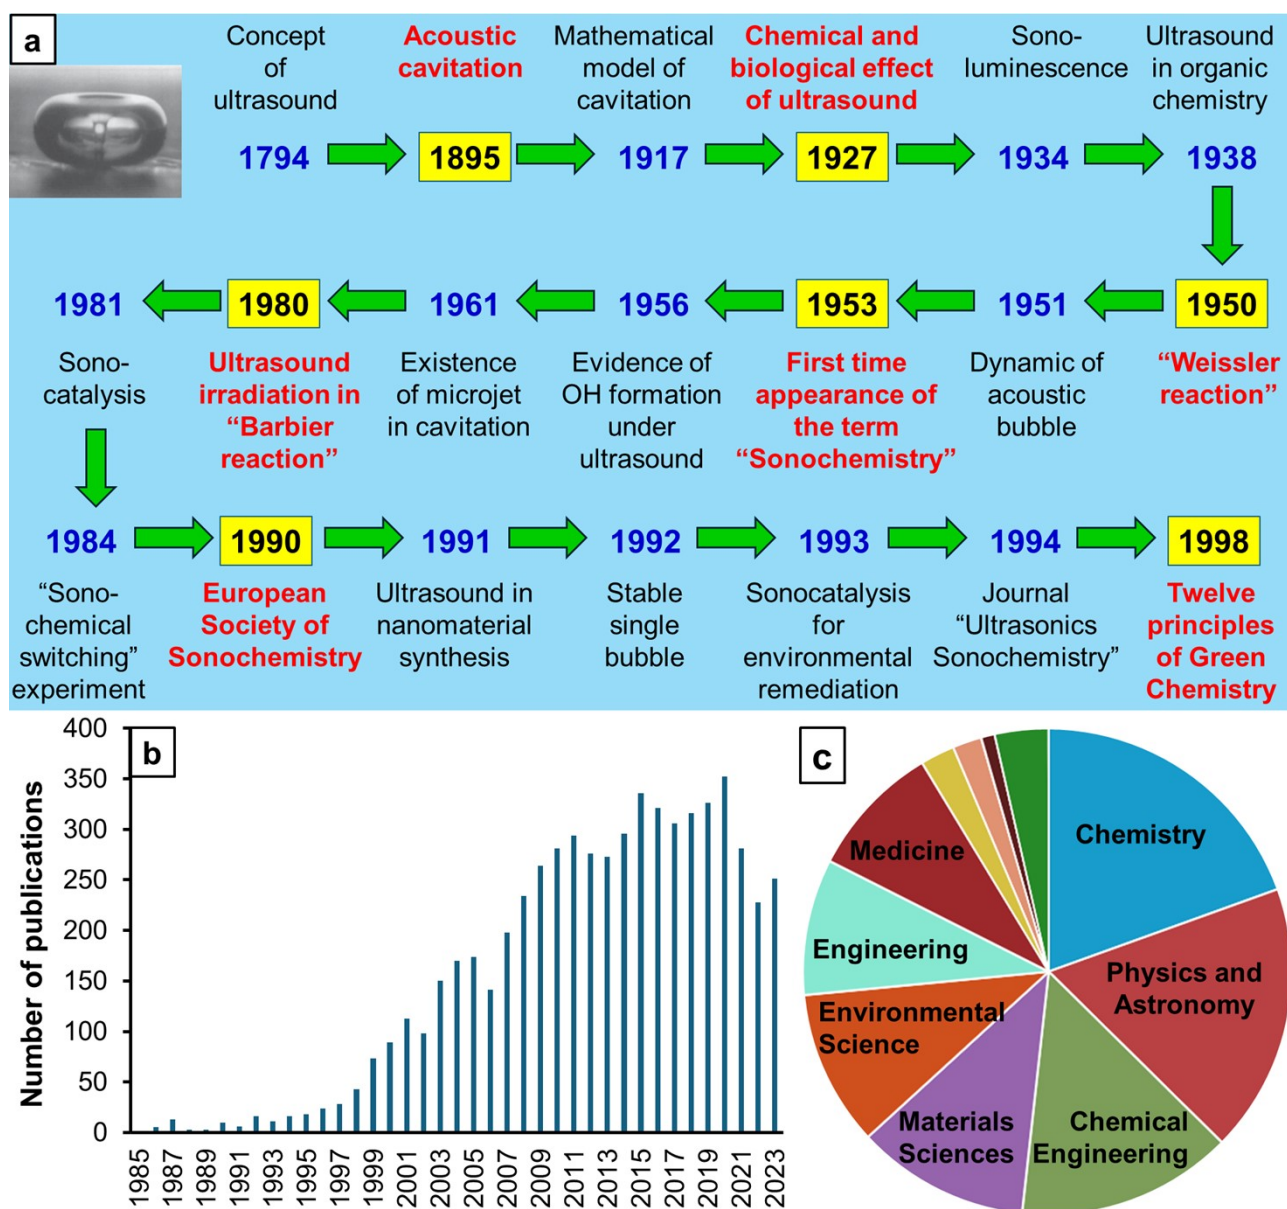 a
Concept
of
ultrasound
Acoustic
cavitation
Mathematical
model of
cavitation
Chemical and
biological effect
of ultrasound
Sono-
luminescence
Ultrasound
in organic
chemistry
1794
1895
1917
1927
1934
1938
1981
1980
1961
1956
1953
1951
1950
Sono-
catalysis
Ultrasound
irradiation in
“Barbier
reaction”
Existence
of microjet
in cavitation
Evidence of
OH formation
under
ultrasound
First time
appearance of
the term
“Sonochemistry”
Dynamic of
acoustic
bubble
“Weissler
reaction”
1984
1990
1991
1992
1993
1994
1998
“Sono-
chemical
switching”
experiment
European
Society of
Sonochemistry
Ultrasound in
nanomaterial
synthesis
Stable
single
bubble
Sonocatalysis
for
environmental
remediation
Journal
“Ultrasonics
Sonochemistry”
Twelve
principles
of Green
Chemistry
b
Number of publications
400
350
300
250
200
150
100
50
0
1985
1987
1989
1991
1993
1995
1997
1999
2001
2003
2005
2007
2009
2011
2013
2015
2017
2019
2021
2023
c
Chemistry
Physics and
Astronomy
Chemical
Engineering
Materials
Sciences
Environmental
Science
Engineering
Medicine